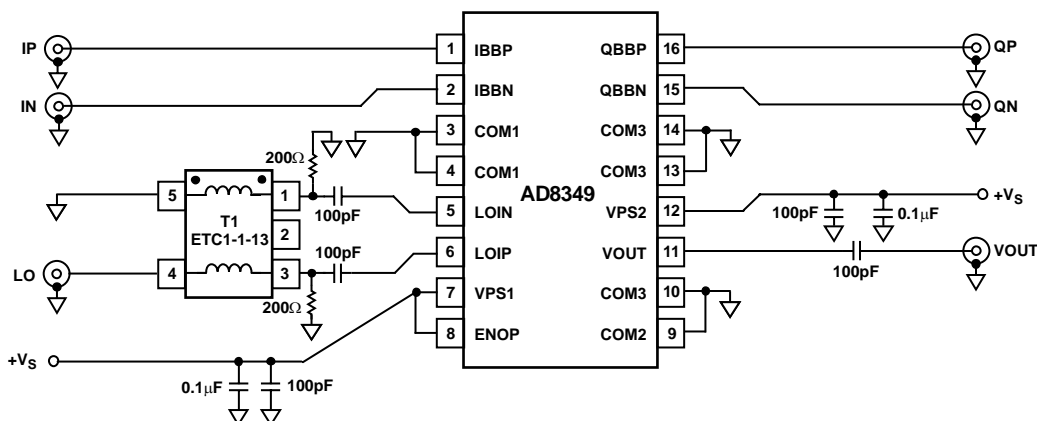 IP
IN
1 IBBP
2 IBBN
3 COM1
4 COM1
5 LOIN
6 LOIP
7 VPS1
8 ENOP
AD8349
QBBP 16
QBBN 15
COM3 14
COM3 13
VPS2 12
VOUT 11
COM3 10
COM2 9
QP
QN
200Ω
100pF
5
1
T1
ETC1-1-13
2
4
3
100pF
200Ω
LO
+VS
0.1μF
100pF
100pF
0.1μF
+VS
VOUT
100pF